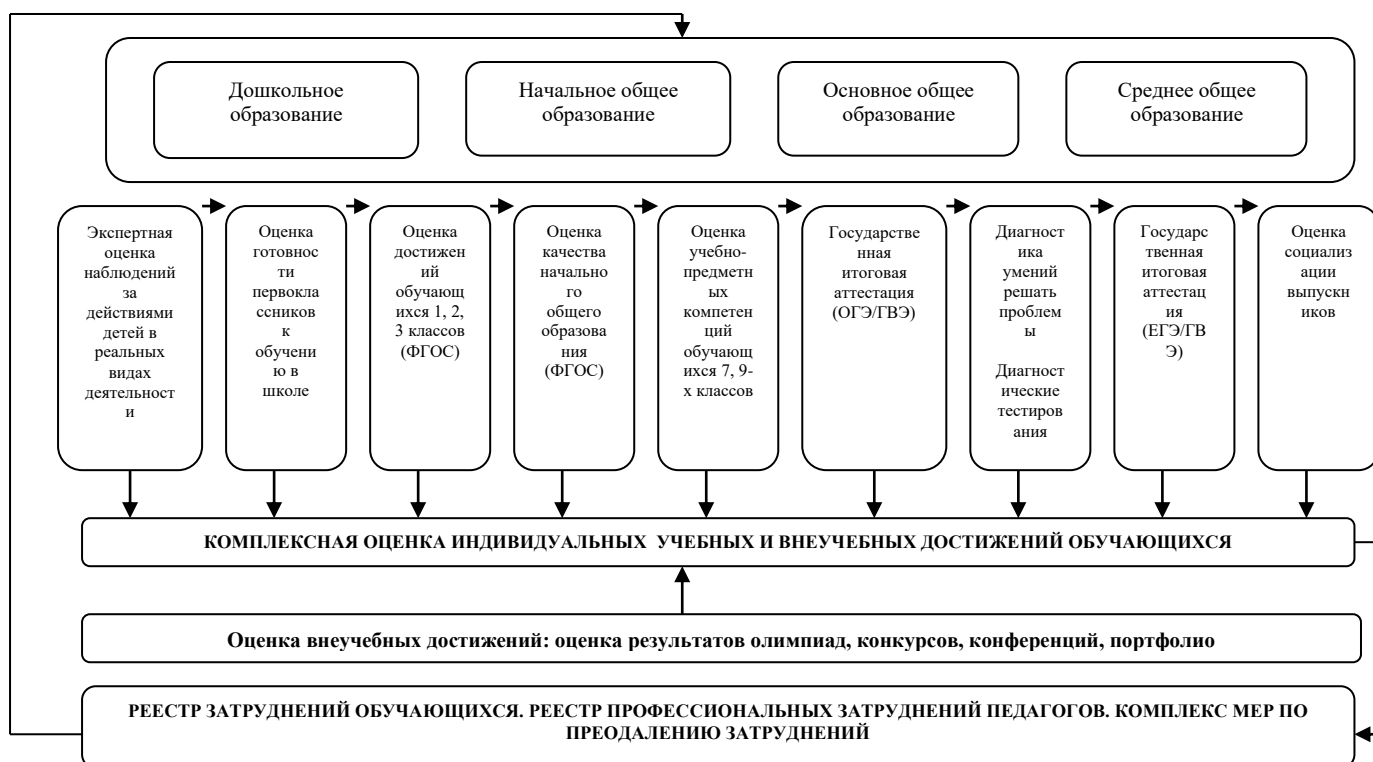 Дошкольное
образование
Начальное общее
образование
Основное общее
образование
Среднее общее
образование
Экспертная
оценка
наблюдений
за
действиями
детей в
реальных
видах
деятельност
и
Оценка
готовнос
ти
первокла
ссников
к
обучени
ю в
школе
Оценка
достижен
ий
обучающ
ихся 1, 2,
3 классов
(ФГОС)
Оценка
качества
начально
го
общего
образова
ния
(ФГОС)
Оценка
учебно-
предметн
ых
компетен
ций
обучающ
ихся 7, 9-
х классов
Государстве
нная
итоговая
аттестация
(ОГЭ/ГВЭ)
Диагност
ика
умений
решать
проблем
ы
Диагност
ические
тестиров
ания
Государс
твенная
итоговая
аттестац
ия
(ЕГЭ/ГВ
Э)
Оценка
социализ
ации
выпускн
иков
КОМПЛЕКСНАЯ ОЦЕНКА ИНДИВИДУАЛЬНЫХ УЧЕБНЫХ И ВНЕУЧЕБНЫХ ДОСТИЖЕНИЙ ОБУЧАЮЩИХСЯ
Оценка внеучебных достижений: оценка результатов олимпиад, конкурсов, конференций, портфолио
РЕЕСТР ЗАТРУДНЕНИЙ ОБУЧАЮЩИХСЯ. РЕЕСТР ПРОФЕССИОНАЛЬНЫХ ЗАТРУДНЕНИЙ ПЕДАГОГОВ. КОМПЛЕКС МЕР ПО
ПРЕОДАЛЕНИЮ ЗАТРУДНЕНИЙ